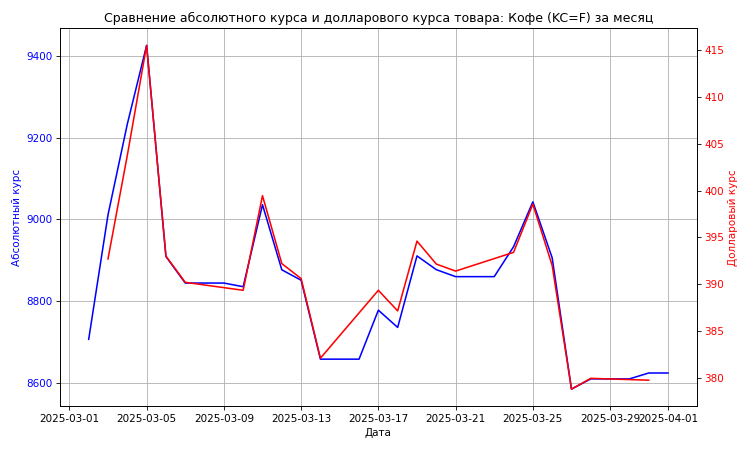 Сравнение абсолютного курса и долларового курса товара: Кофе (KC=F) за месяц
9400
9200
9000
8800
8600
Абсолютный курс
415
410
405
400
395
390
385
380
Долларовый курс
2025-03-01 2025-03-05 2025-03-09 2025-03-13 2025-03-17 2025-03-21 2025-03-25 2025-03-29 2025-04-01
Дата